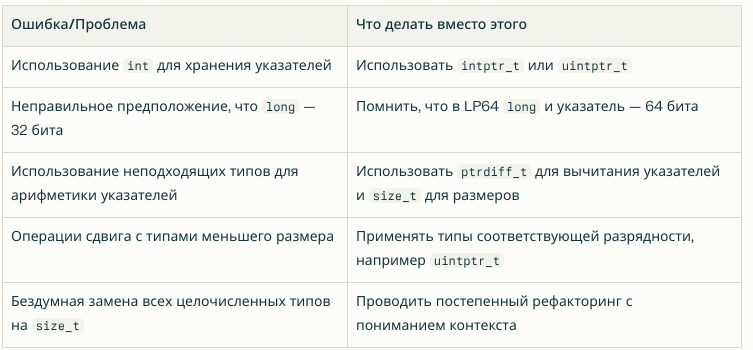 Ошибка/Проблема
Что делать вместо этого
Использование int для хранения указателей
Использовать intptr_t или uintptr_t
Неправильное предположение, что long —
32 бита
Помнить, что в LP64 long и указатель — 64 бита
Использование неподходящих типов для
арифметики указателей
Использовать ptrdiff_t для вычитания указателей
и size_t для размеров
Операции сдвига с типами меньшего размера
Применять типы соответствующей разрядности,
например uintptr_t
Бездумная замена всех целочисленных типов
на size_t
Проводить постепенный рефакторинг с
пониманием контекста